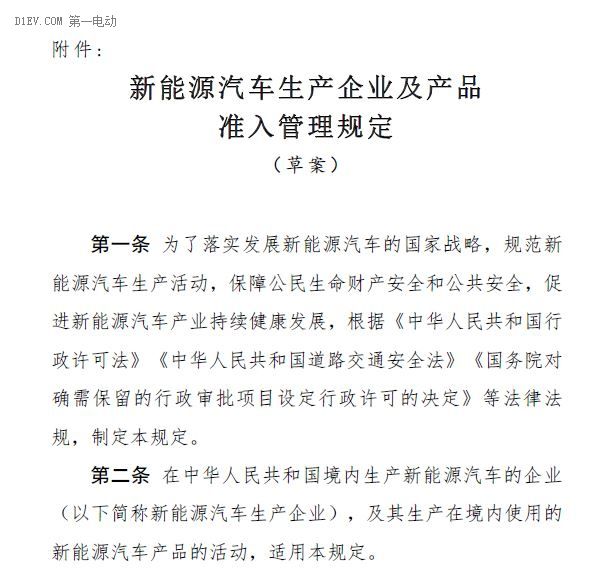 D1EV.COM 第一电动
附件：
新能源汽车生产企业及产品
准入管理规定
（草案）
第一条 为了落实发展新能源汽车的国家战略，规范新
能源汽车生产活动，保障公民生命财产安全和公共安全，促
进新能源汽车产业持续健康发展，根据《中华人民共和国行
政许可法》《中华人民共和国道路交通安全法》《国务院对
确需保留的行政审批项目设定行政许可的决定》等法律法
规，制定本规定。
第二条 在中华人民共和国境内生产新能源汽车的企业
（以下简称新能源汽车生产企业），及其生产在境内使用的
新能源汽车产品的活动，适用本规定。